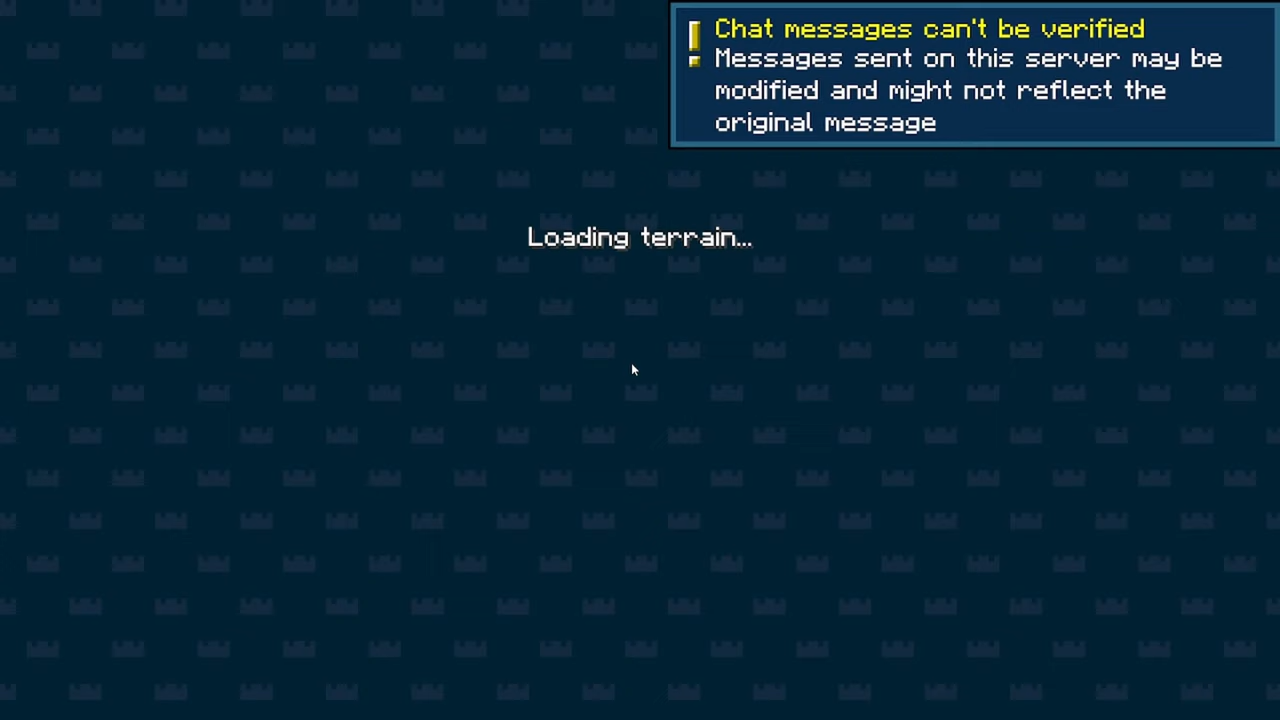 Chat messages can't be verified
Messages sent on this server may be
modified and might not reflect the
original message
Loading terrain...